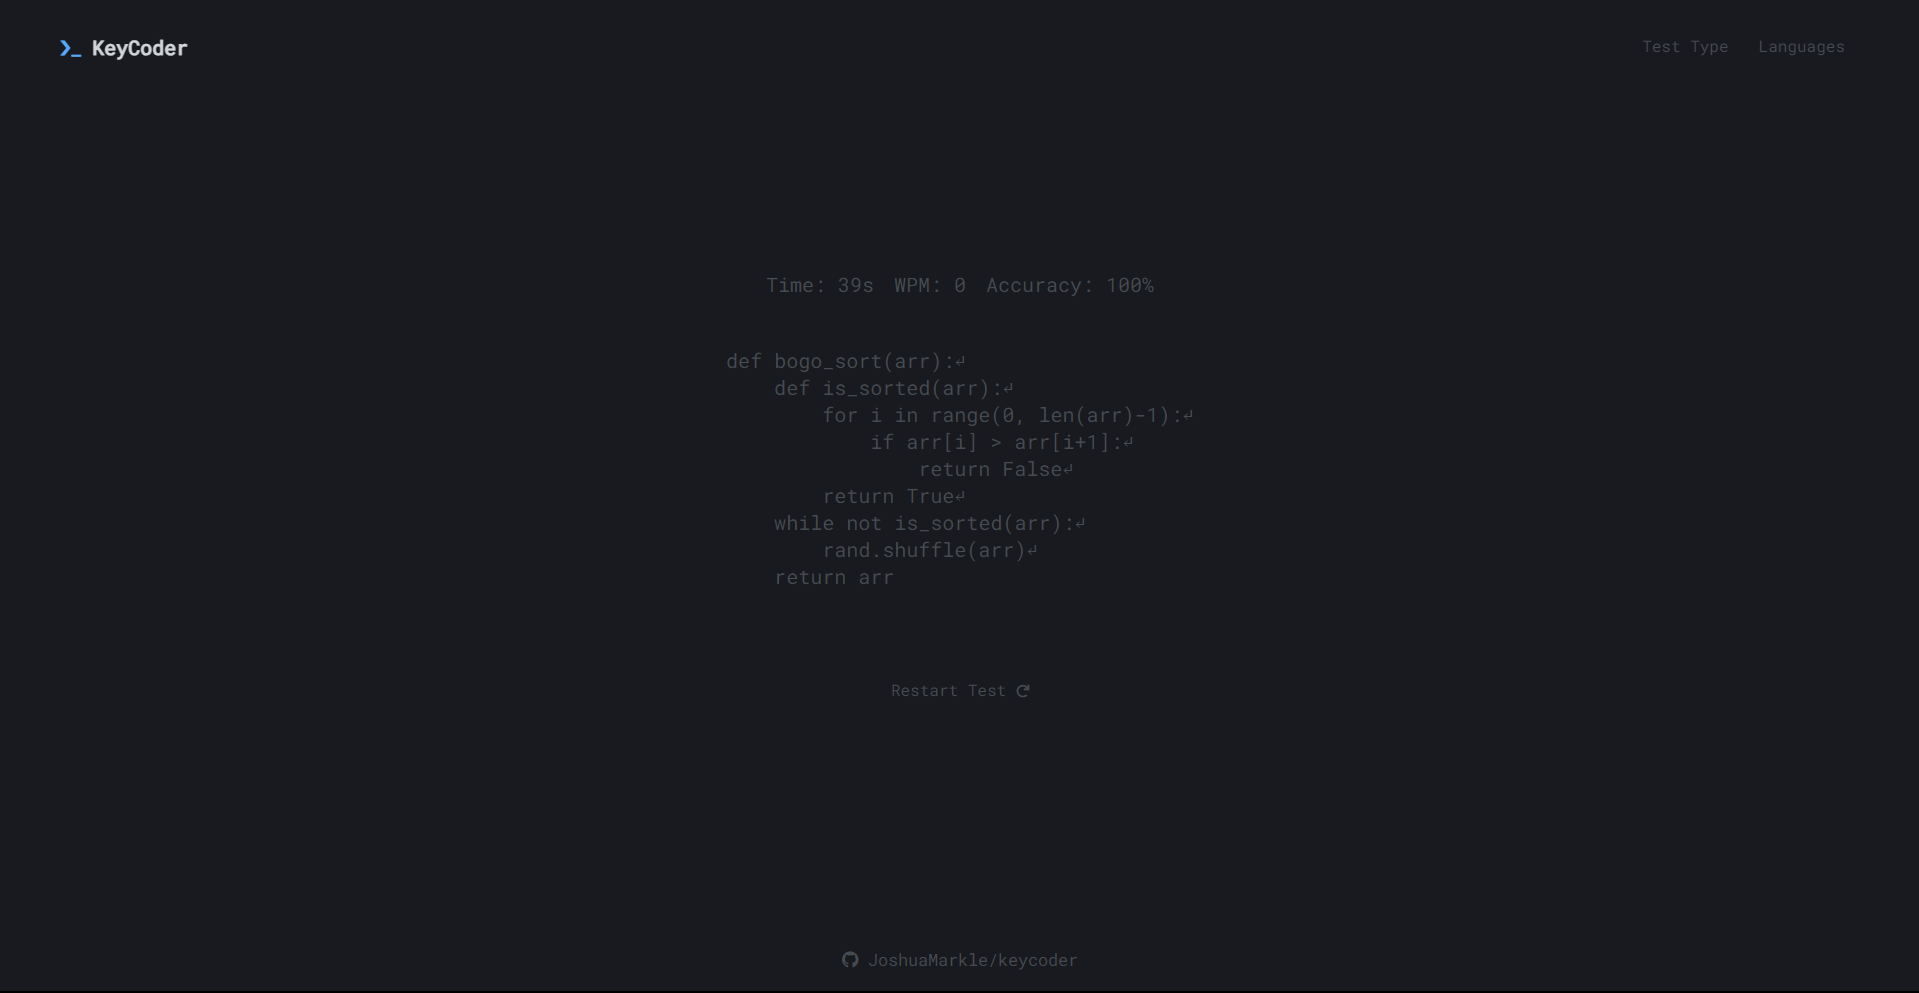 ❯_ KeyCoder
Test Type Languages
Time: 39s WPM: 0 Accuracy: 100%
def bogo_sort(arr):↵
    def is_sorted(arr):↵
        for i in range(0, len(arr)-1):↵
            if arr[i] > arr[i+1]:↵
                return False↵
        return True↵
    while not is_sorted(arr):↵
        rand.shuffle(arr)↵
    return arr
Restart Test
JoshuaMarkle/keycoder